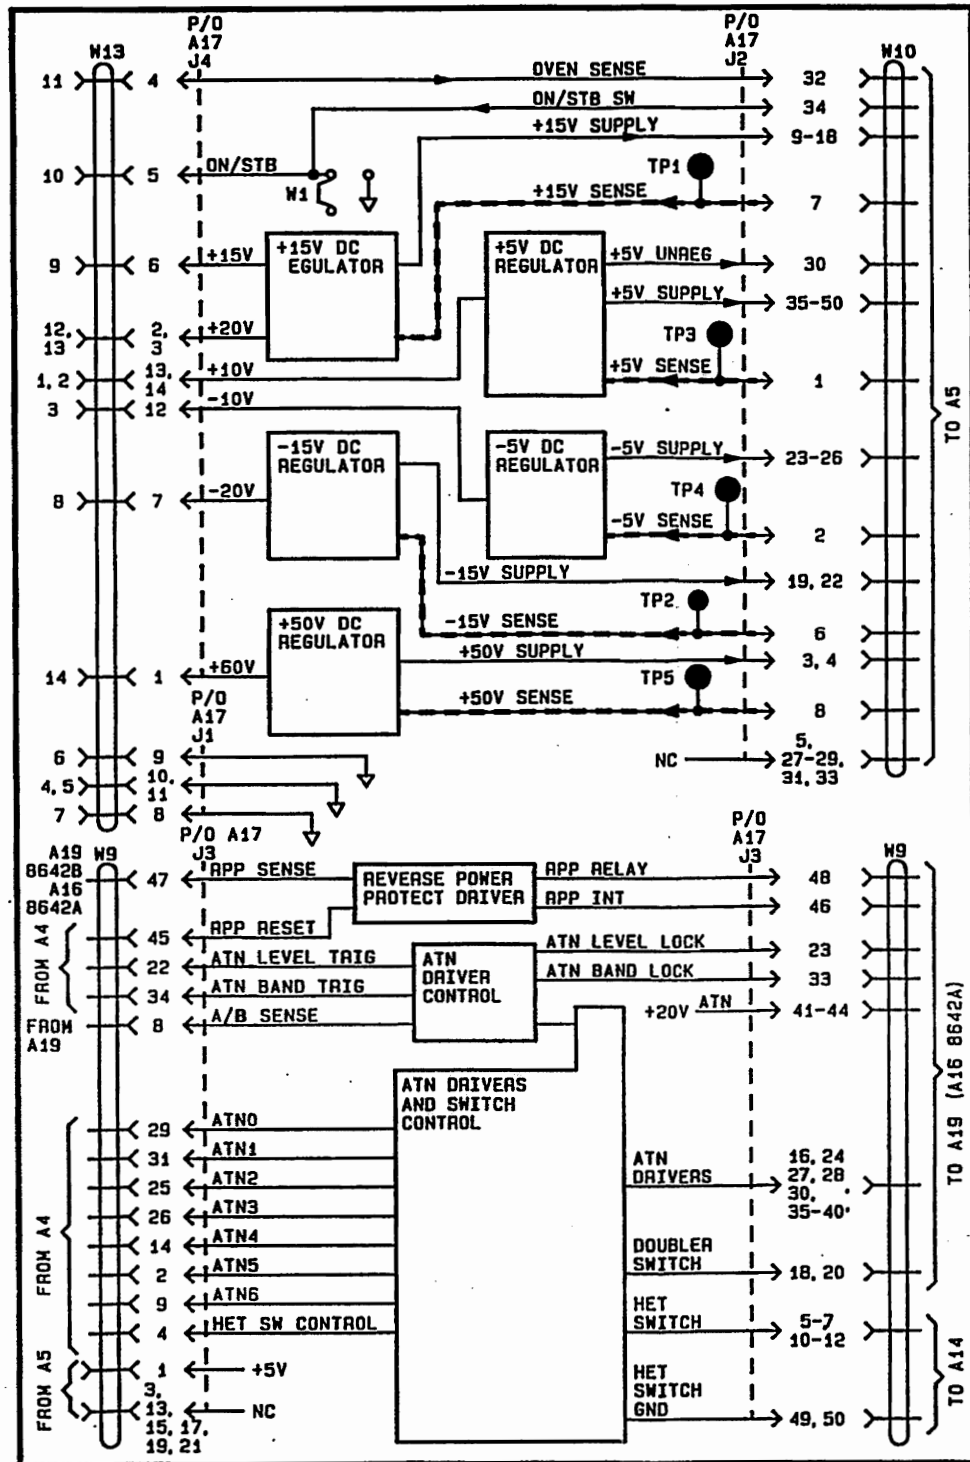 P/O
A17
J4
P/O
A17
J2
W13
W10
11 4 OVEN SENSE 32
ON/STB SW 34
+15V SUPPLY 9-18
10 5 ON/STB
W1
TP1
+15V SENSE 7
9 6 +15V
+15V DC
EGULATOR
+5V DC
REGULATOR
+5V UNREG 30
+5V SUPPLY 35-50
12,
13
2,
3
+20V
TP3
1, 2
13,
14
+10V
+5V SENSE 1
3 12 -10V
-15V DC
REGULATOR
-5V DC
REGULATOR
-5V SUPPLY 23-26
8 7 -20V
TP4
-5V SENSE 2
-15V SUPPLY 19, 22
TP2
-15V SENSE 6
+50V DC
REGULATOR
+50V SUPPLY 3, 4
14 1 +60V
TP5
+50V SENSE 8
P/O
A17
J1
NC
5,
27-29,
31, 33
6 9
4, 5
10,
11
7 8
TO A5
P/O A17
J3
P/O
A17
J3
A19
8642B
A16
8642A
W9
W9
47 RPP SENSE
REVERSE POWER
PROTECT DRIVER
RPP RELAY 48
RPP INT 46
45 RPP RESET
FROM A4
22 ATN LEVEL TRIG
34 ATN BAND TRIG
ATN
DRIVER
CONTROL
ATN LEVEL LOCK 23
ATN BAND LOCK 33
FROM
A19
8 A/B SENSE
+20V ATN 41-44
ATN DRIVERS
AND SWITCH
CONTROL
29 ATN0
31 ATN1
25 ATN2
26 ATN3
14 ATN4
2 ATN5
9 ATN6
4 HET SW CONTROL
FROM A4
ATN
DRIVERS
16, 24
27, 28
30,
35-40
DOUBLER
SWITCH
18, 20
TO A19 (A16 8642A)
HET
SWITCH
5-7
10-12
HET
SWITCH
GND
49, 50
TO A14
FROM A5
1 +5V
3,
13,
15, 17,
19, 21
NC